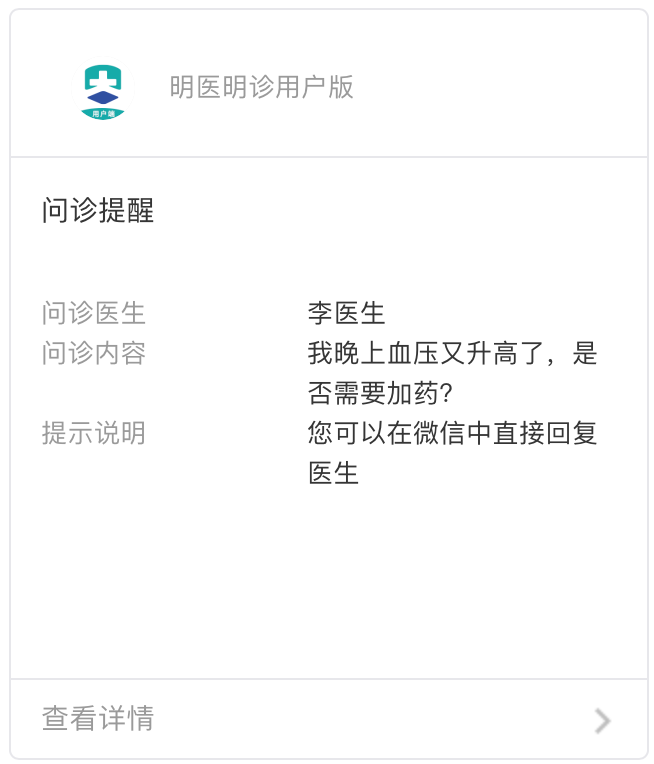 用户端
明医明诊用户版
问诊提醒
问诊医生 李医生
问诊内容 我晚上血压又升高了，是
否需要加药？
提示说明 您可以在微信中直接回复
医生
查看详情